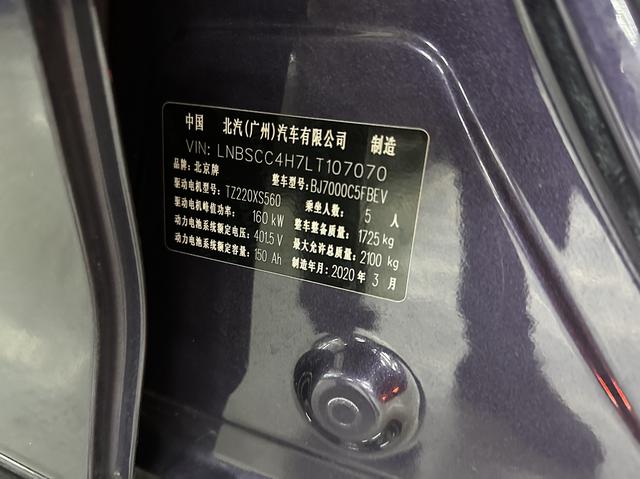 中国 北汽(广州)汽车有限公司 制造
VIN: LNBSCC4H7LT107070
品牌: 北京牌 整车型号: BJ7000C5FBEV
驱动电机型号: TZ220XS560 乘坐人数: 5 人
驱动电机峰值功率: 160 kW 整车整备质量: 1725 kg
动力电池系统额定电压: 401.5 V 最大允许总质量: 2100 kg
动力电池系统额定容量: 150 Ah 制造年月: 2020 年 3 月